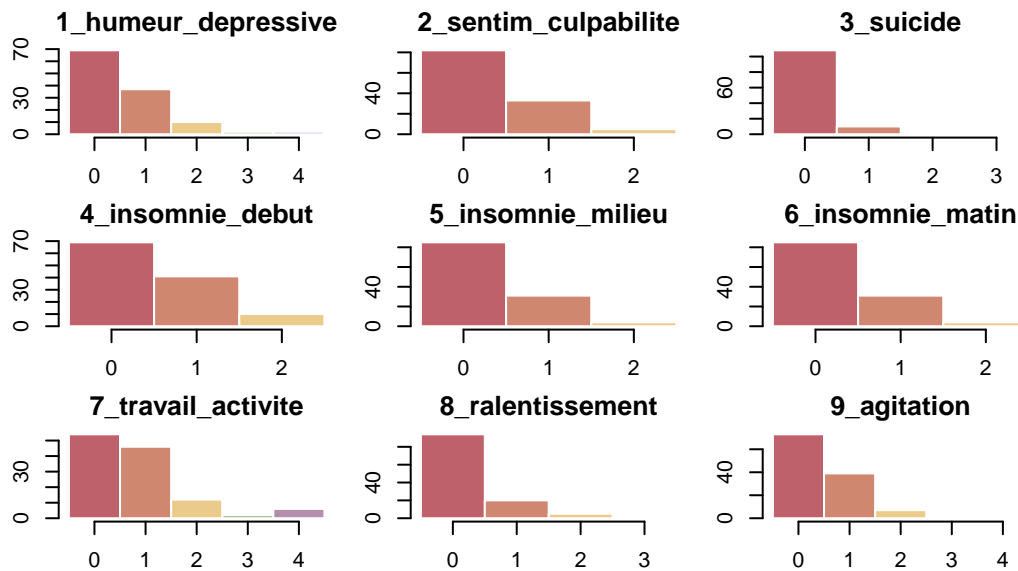 1_humeur_depressive
70
30
0
0 1 2 3 4
2_sentim_culpabilite
40
0
0 1 2
3_suicide
60
0
0 1 2 3
4_insomnie_debut
70
30
0
0 1 2
5_insomnie_milieu
40
0
0 1 2
6_insomnie_matin
40
0
0 1 2
7_travail_activite
30
0
0 1 2 3 4
8_ralentissement
40
0
0 1 2 3
9_agitation
40
0
0 1 2 3 4